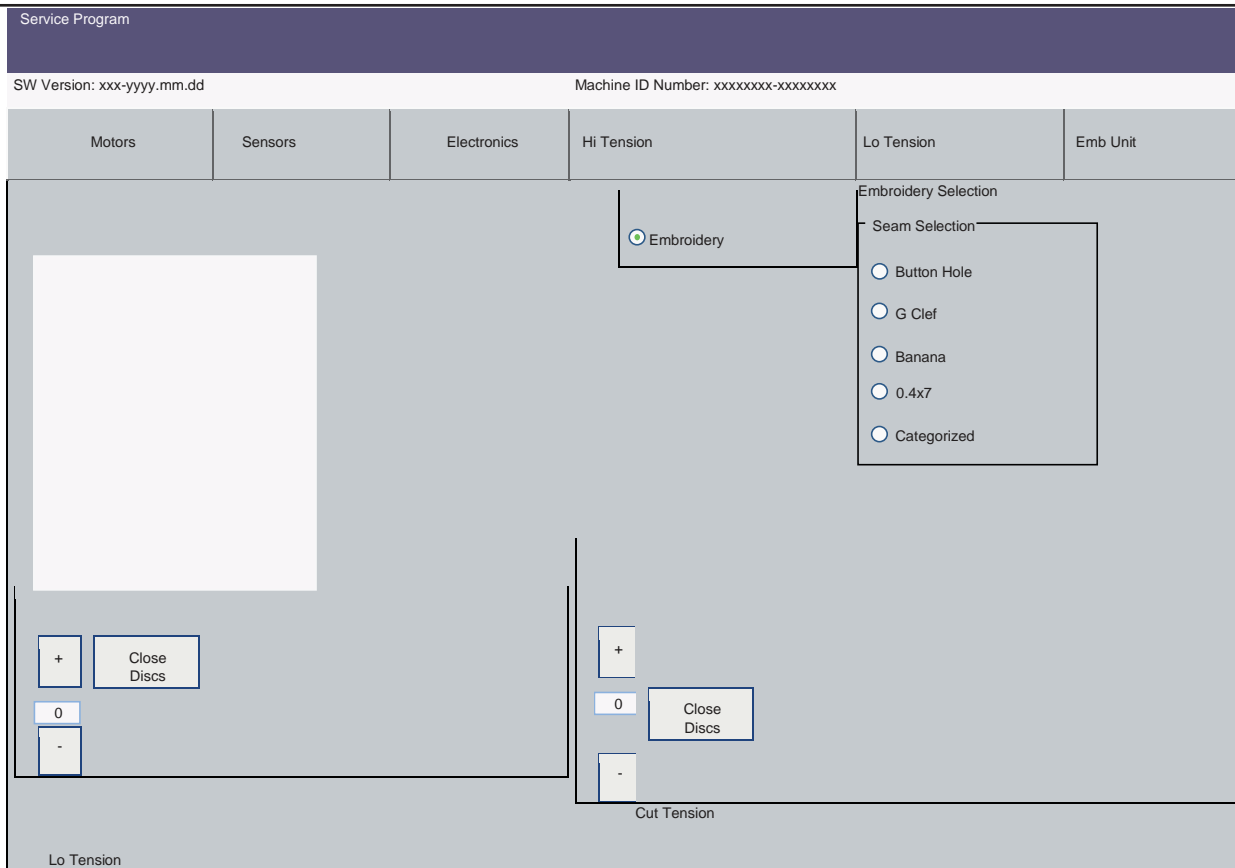 Service Program
SW Version: xxx-yyyy.mm.dd
Machine ID Number: xxxxxxxx-xxxxxxxx
Motors
Sensors
Electronics
Hi Tension
Lo Tension
Emb Unit
Embroidery Selection
Embroidery
Seam Selection
Button Hole
G Clef
Banana
0.4x7
Categorized
+
Close
Discs
0
-
+
0
Close
Discs
-
Cut Tension
Lo Tension